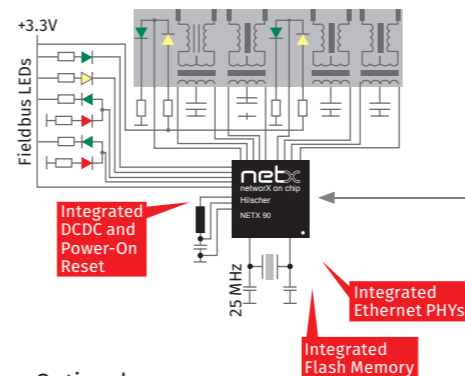 +3.3V
Fieldbus LEDs
netx
networX on chip
Hilscher
NETX 90
Integrated
DCDC and
Power-On
Reset
25 MHz
Integrated
Ethernet PHYs
Integrated
Flash Memory